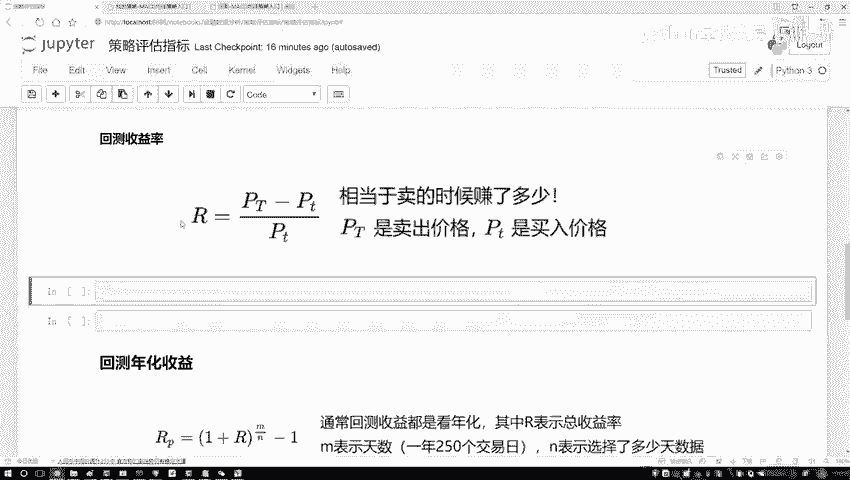 http://localhost
jupyter 策略评估指标 Last Checkpoint: 16 minutes ago (autosaved)
Logout
File Edit View Insert Cell Kernel Widgets Help
Trusted
Python 3
Code
回测收益率
R = (P_T − P_t) / P_t
相当于卖的时候赚了多少！
P_T 是卖出价格，P_t 是买入价格
In [ ]:
In [ ]:
回测年化收益
R_p = (1 + R)^{m/n} − 1
通常回测收益都是看年化，其中R表示总收益率
m表示天数（一年250个交易日），n表示选择了多少天数据